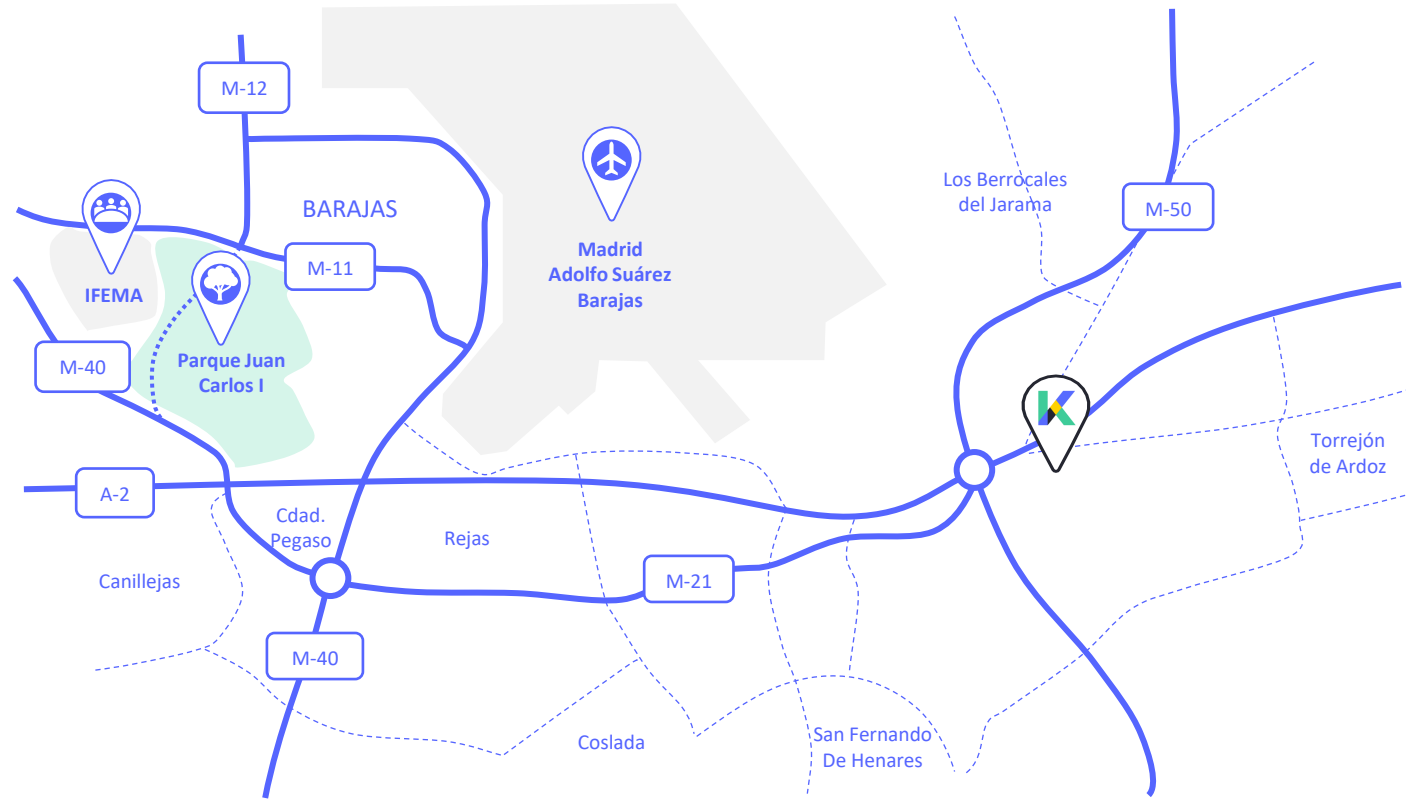 M-12
BARAJAS
Los Berrocales
del Jarama
M-50
Madrid
Adolfo Suárez
Barajas
M-11
IFEMA
M-40
Parque Juan
Carlos I
K
Torrejón
de Ardoz
A-2
Cdad.
Pegaso
Rejas
Canillejas
M-21
M-40
Coslada
San Fernando
De Henares